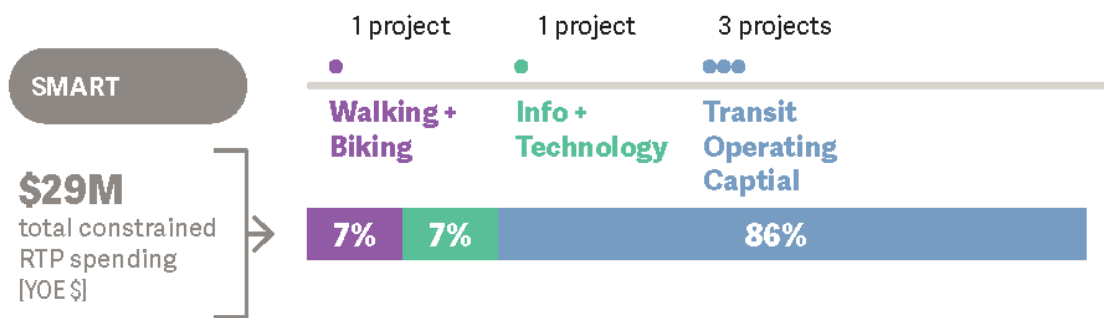 1 project 1 project 3 projects
SMART
Walking + Info + Transit
Biking Technology Operating
Captial
$29M
total constrained
RTP spending
[YOE $]
7% 7% 86%